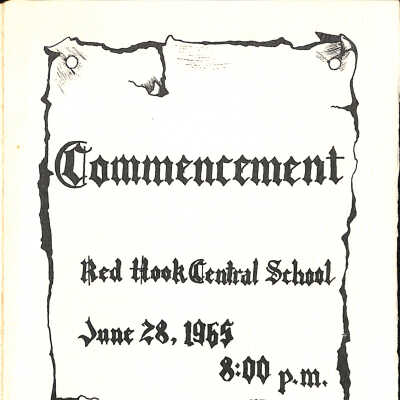 Commencement
Red Hook Central School
June 28, 1965
8:00 p.m.